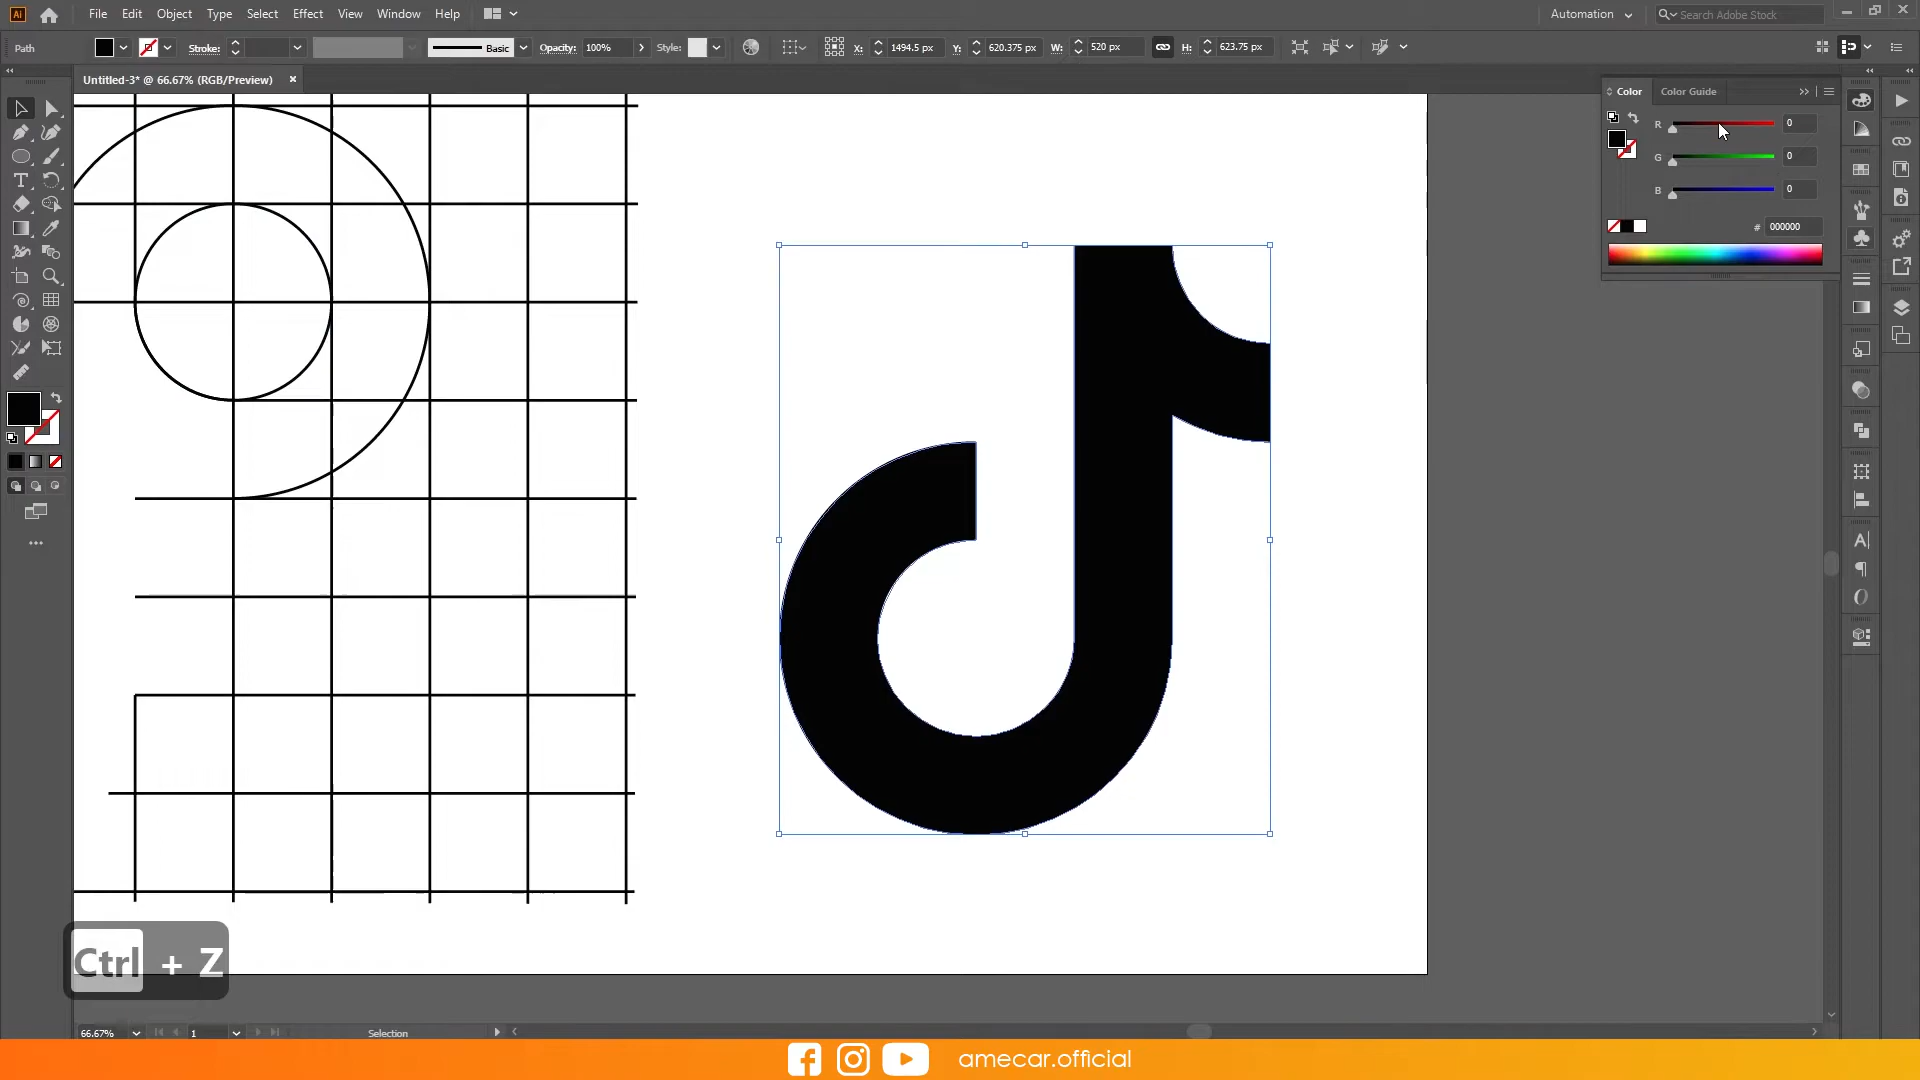 Ai File Edit Object Type Select Effect View Window Help Automation Search Adobe Stock
Path Stroke: Basic Opacity: 100% Style: X: 1494.5 px Y: 620.375 px W: 520 px H: 623.75 px
Untitled-3* @ 66.67% (RGB/Preview) ×
Color Color Guide
R 0
G 0
B 0
# 000000
Ctrl + Z
66.67% 1 Selection
amecar.official